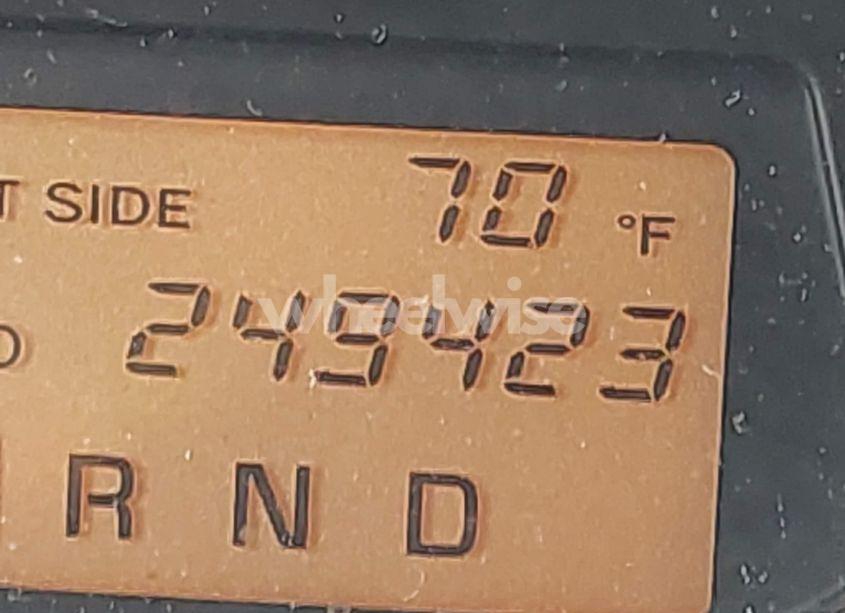 T SIDE 70 °F
O 249423
wheelwise
R N D